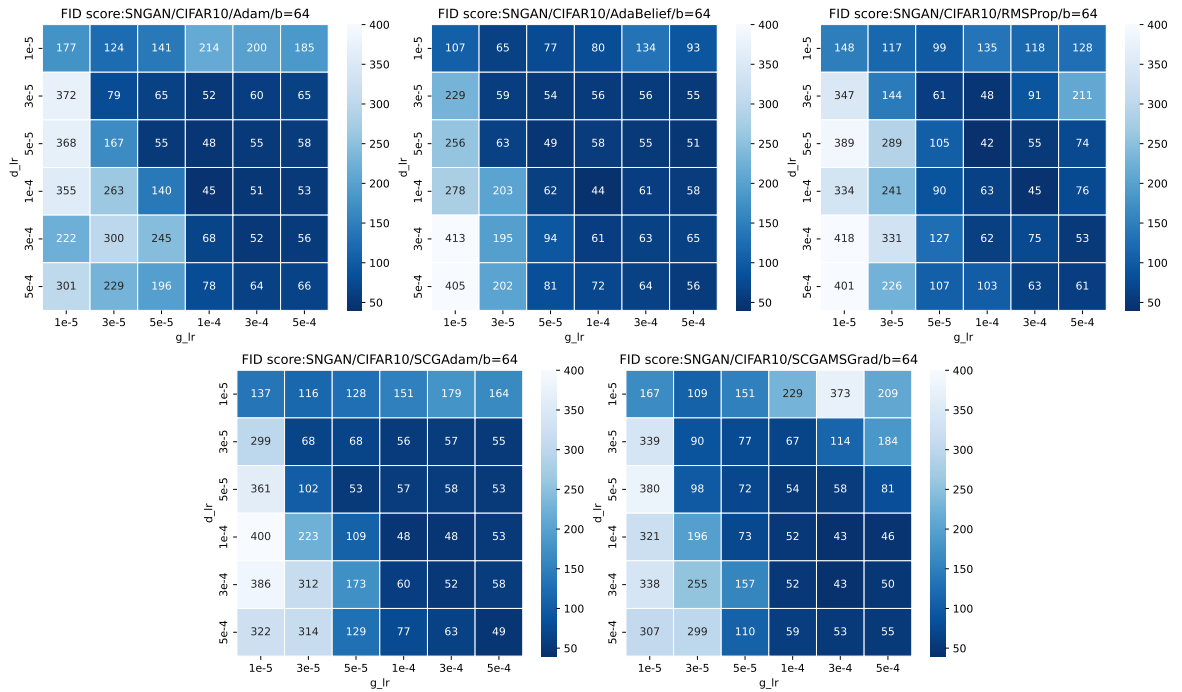 FID score:SNGAN/CIFAR10/Adam/b=64
1e-5 177 124 141 214 200 185
3e-5 372 79 65 52 60 65
5e-5 368 167 55 48 55 58
1e-4 355 263 140 45 51 53
3e-4 222 300 245 68 52 56
5e-4 301 229 196 78 64 66
1e-5 3e-5 5e-5 1e-4 3e-4 5e-4
d_lr
g_lr
400
350
300
250
200
150
100
50
FID score:SNGAN/CIFAR10/AdaBelief/b=64
1e-5 107 65 77 80 134 93
3e-5 229 59 54 56 56 55
5e-5 256 63 49 58 55 51
1e-4 278 203 62 44 61 58
3e-4 413 195 94 61 63 65
5e-4 405 202 81 72 64 56
1e-5 3e-5 5e-5 1e-4 3e-4 5e-4
d_lr
g_lr
400
350
300
250
200
150
100
50
FID score:SNGAN/CIFAR10/RMSProp/b=64
1e-5 148 117 99 135 118 128
3e-5 347 144 61 48 91 211
5e-5 389 289 105 42 55 74
1e-4 334 241 90 63 45 76
3e-4 418 331 127 62 75 53
5e-4 401 226 107 103 63 61
1e-5 3e-5 5e-5 1e-4 3e-4 5e-4
d_lr
g_lr
400
350
300
250
200
150
100
50
FID score:SNGAN/CIFAR10/SCGAdam/b=64
1e-5 137 116 128 151 179 164
3e-5 299 68 68 56 57 55
5e-5 361 102 53 57 58 53
1e-4 400 223 109 48 48 53
3e-4 386 312 173 60 52 58
5e-4 322 314 129 77 63 49
1e-5 3e-5 5e-5 1e-4 3e-4 5e-4
d_lr
g_lr
400
350
300
250
200
150
100
50
FID score:SNGAN/CIFAR10/SCGAMSGrad/b=64
1e-5 167 109 151 229 373 209
3e-5 339 90 77 67 114 184
5e-5 380 98 72 54 58 81
1e-4 321 196 73 52 43 46
3e-4 338 255 157 52 43 50
5e-4 307 299 110 59 53 55
1e-5 3e-5 5e-5 1e-4 3e-4 5e-4
d_lr
g_lr
400
350
300
250
200
150
100
50